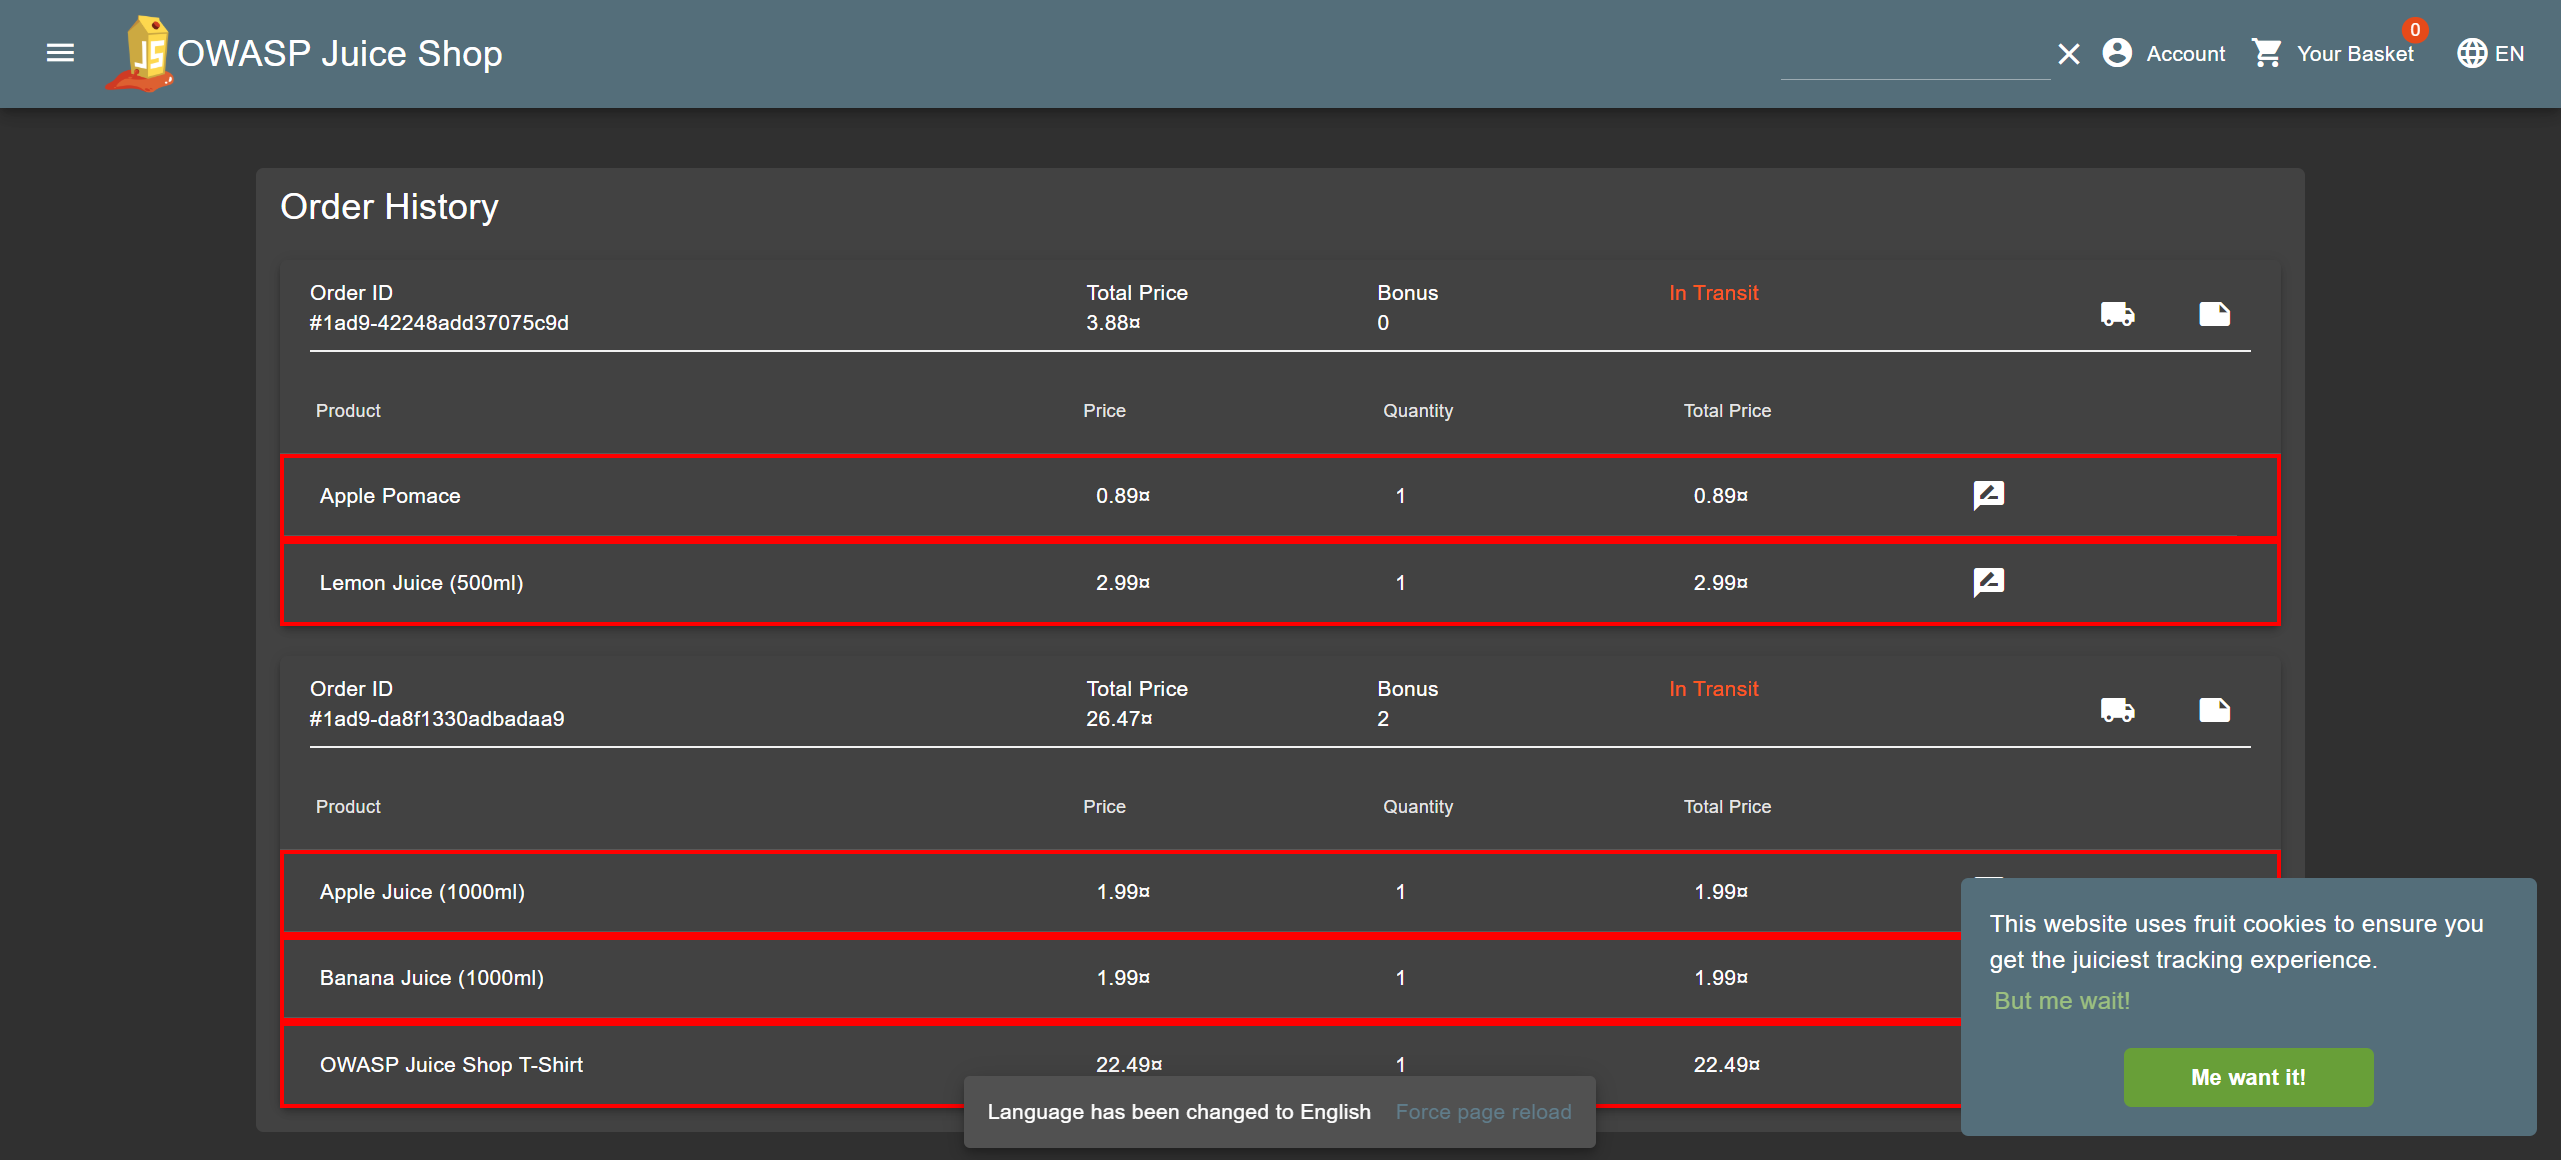 OWASP Juice Shop
Account
Your Basket
0
EN
Order History
Order ID Total Price Bonus In Transit
#1ad9-42248add37075c9d 3.88¤ 0
Product Price Quantity Total Price
Apple Pomace 0.89¤ 1 0.89¤
Lemon Juice (500ml) 2.99¤ 1 2.99¤
Order ID Total Price Bonus In Transit
#1ad9-da8f1330adbadaa9 26.47¤ 2
Product Price Quantity Total Price
Apple Juice (1000ml) 1.99¤ 1 1.99¤
Banana Juice (1000ml) 1.99¤ 1 1.99¤
OWASP Juice Shop T-Shirt 22.49¤ 1 22.49¤
This website uses fruit cookies to ensure you
get the juiciest tracking experience.
But me wait!
Me want it!
Language has been changed to English Force page reload